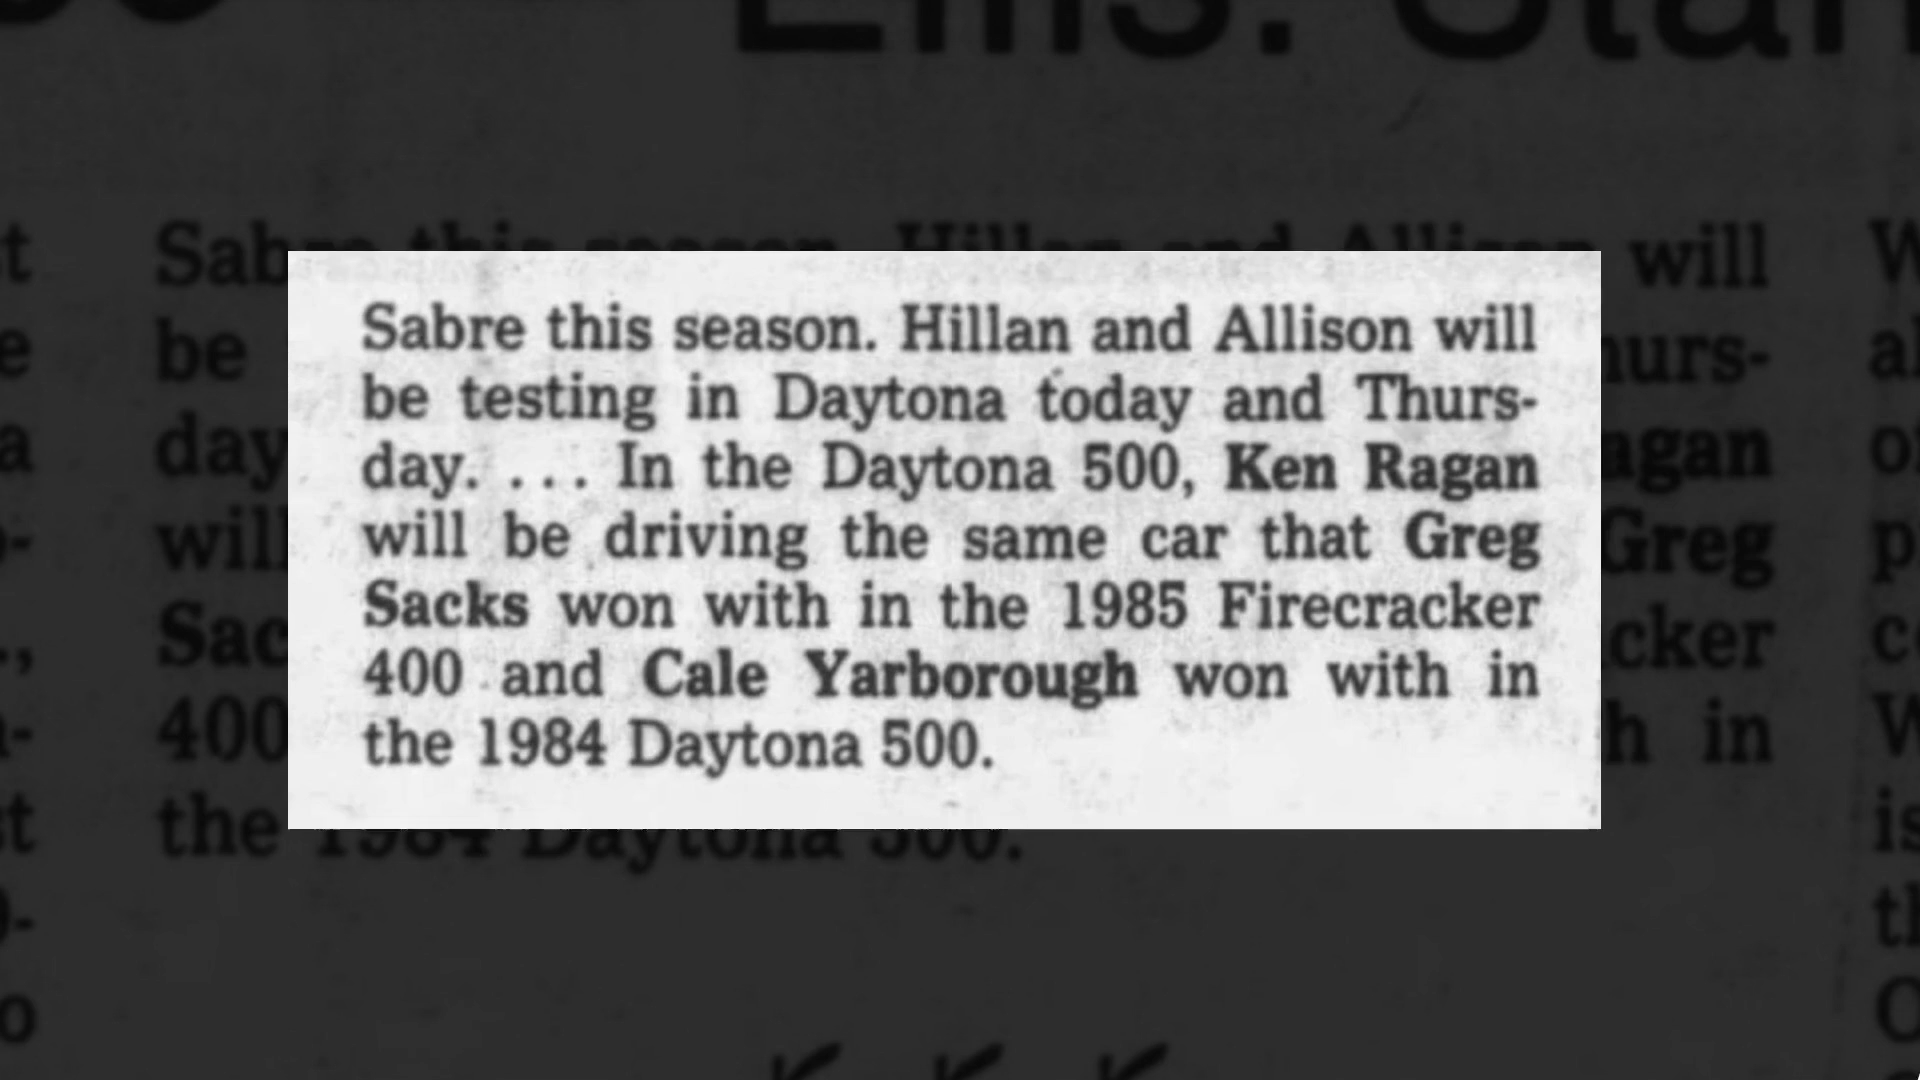 Sabre this season. Hillan and Allison will
be testing in Daytona today and Thurs-
day. ... In the Daytona 500, Ken Ragan
will be driving the same car that Greg
Sacks won with in the 1985 Firecracker
400 and Cale Yarborough won with in
the 1984 Daytona 500.